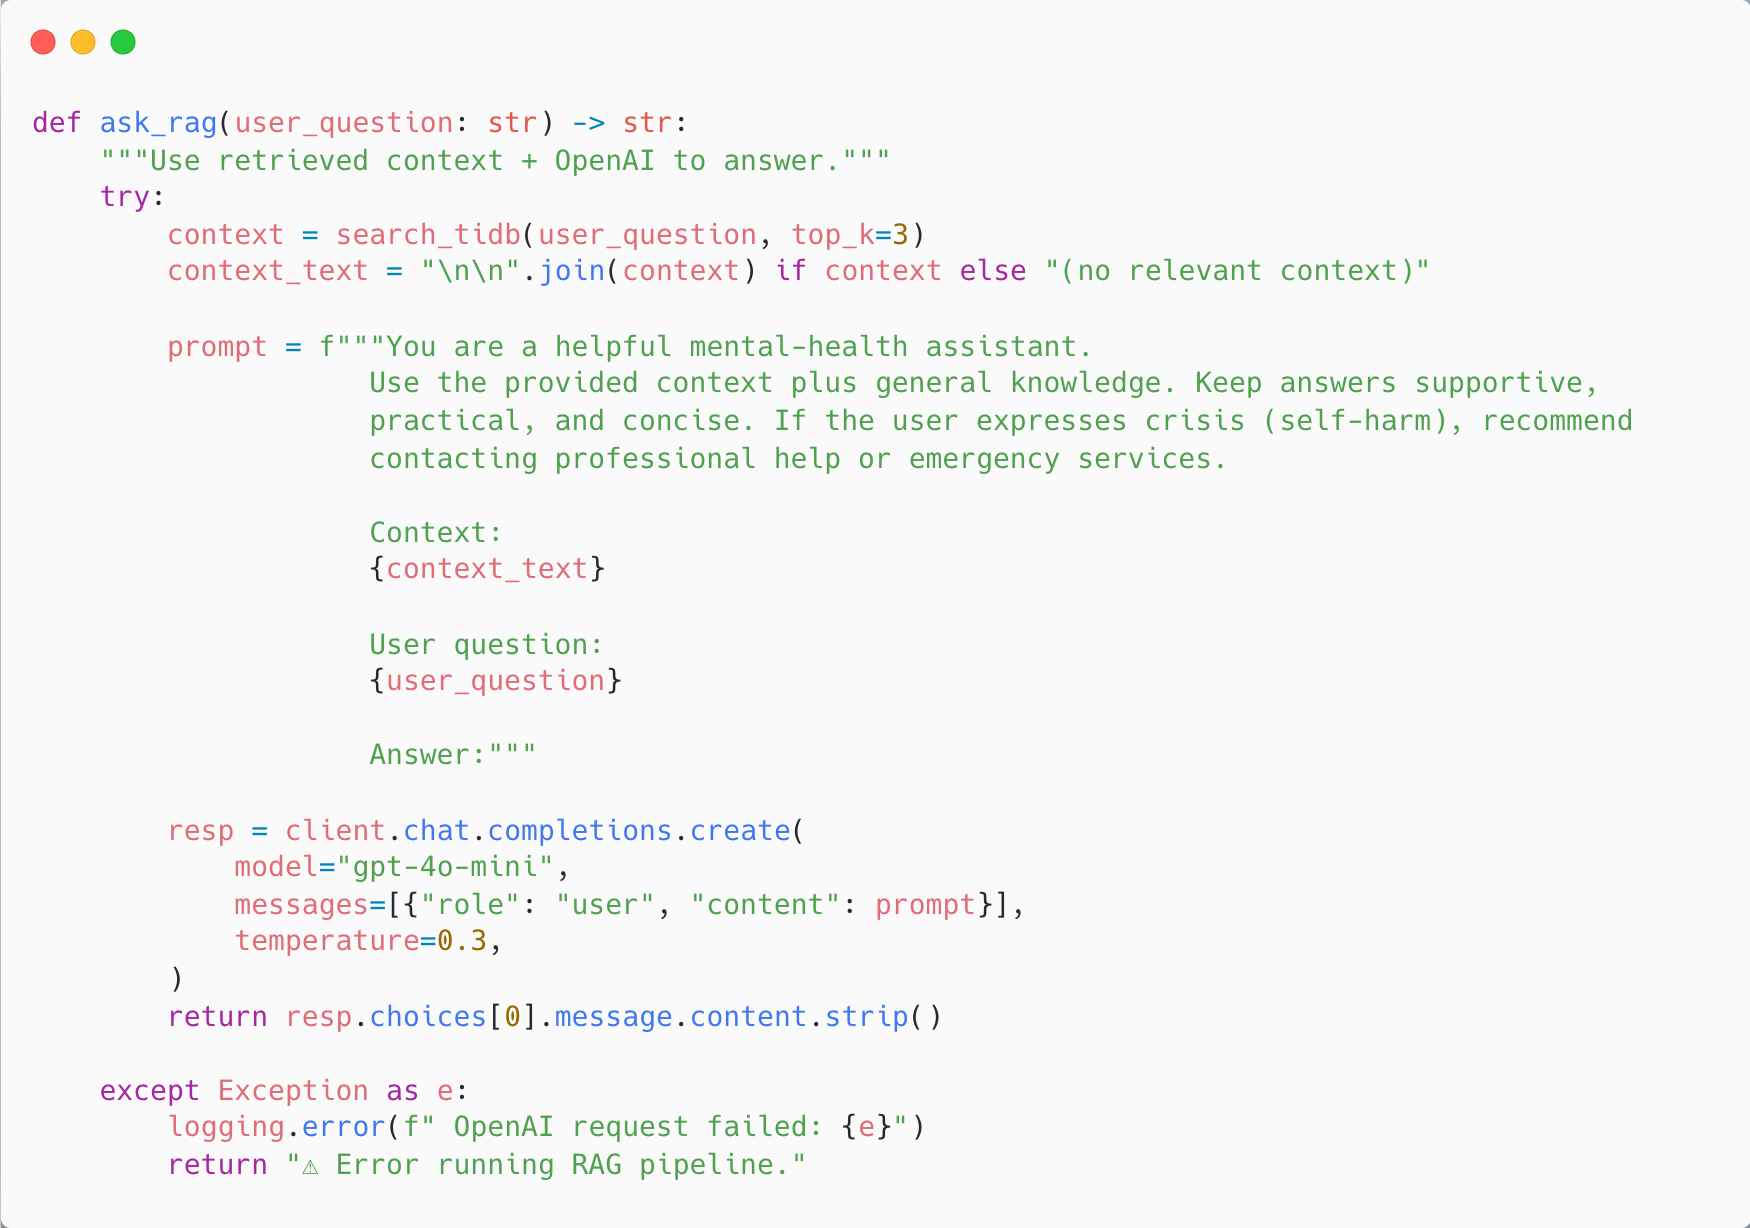 def ask_rag(user_question: str) -> str:
    """Use retrieved context + OpenAI to answer."""
    try:
        context = search_tidb(user_question, top_k=3)
        context_text = "\n\n".join(context) if context else "(no relevant context)"

        prompt = f"""You are a helpful mental-health assistant.
                    Use the provided context plus general knowledge. Keep answers supportive,
                    practical, and concise. If the user expresses crisis (self-harm), recommend
                    contacting professional help or emergency services.

                    Context:
                    {context_text}

                    User question:
                    {user_question}

                    Answer:"""

        resp = client.chat.completions.create(
            model="gpt-4o-mini",
            messages=[{"role": "user", "content": prompt}],
            temperature=0.3,
        )
        return resp.choices[0].message.content.strip()

    except Exception as e:
        logging.error(f" OpenAI request failed: {e}")
        return "⚠ Error running RAG pipeline."